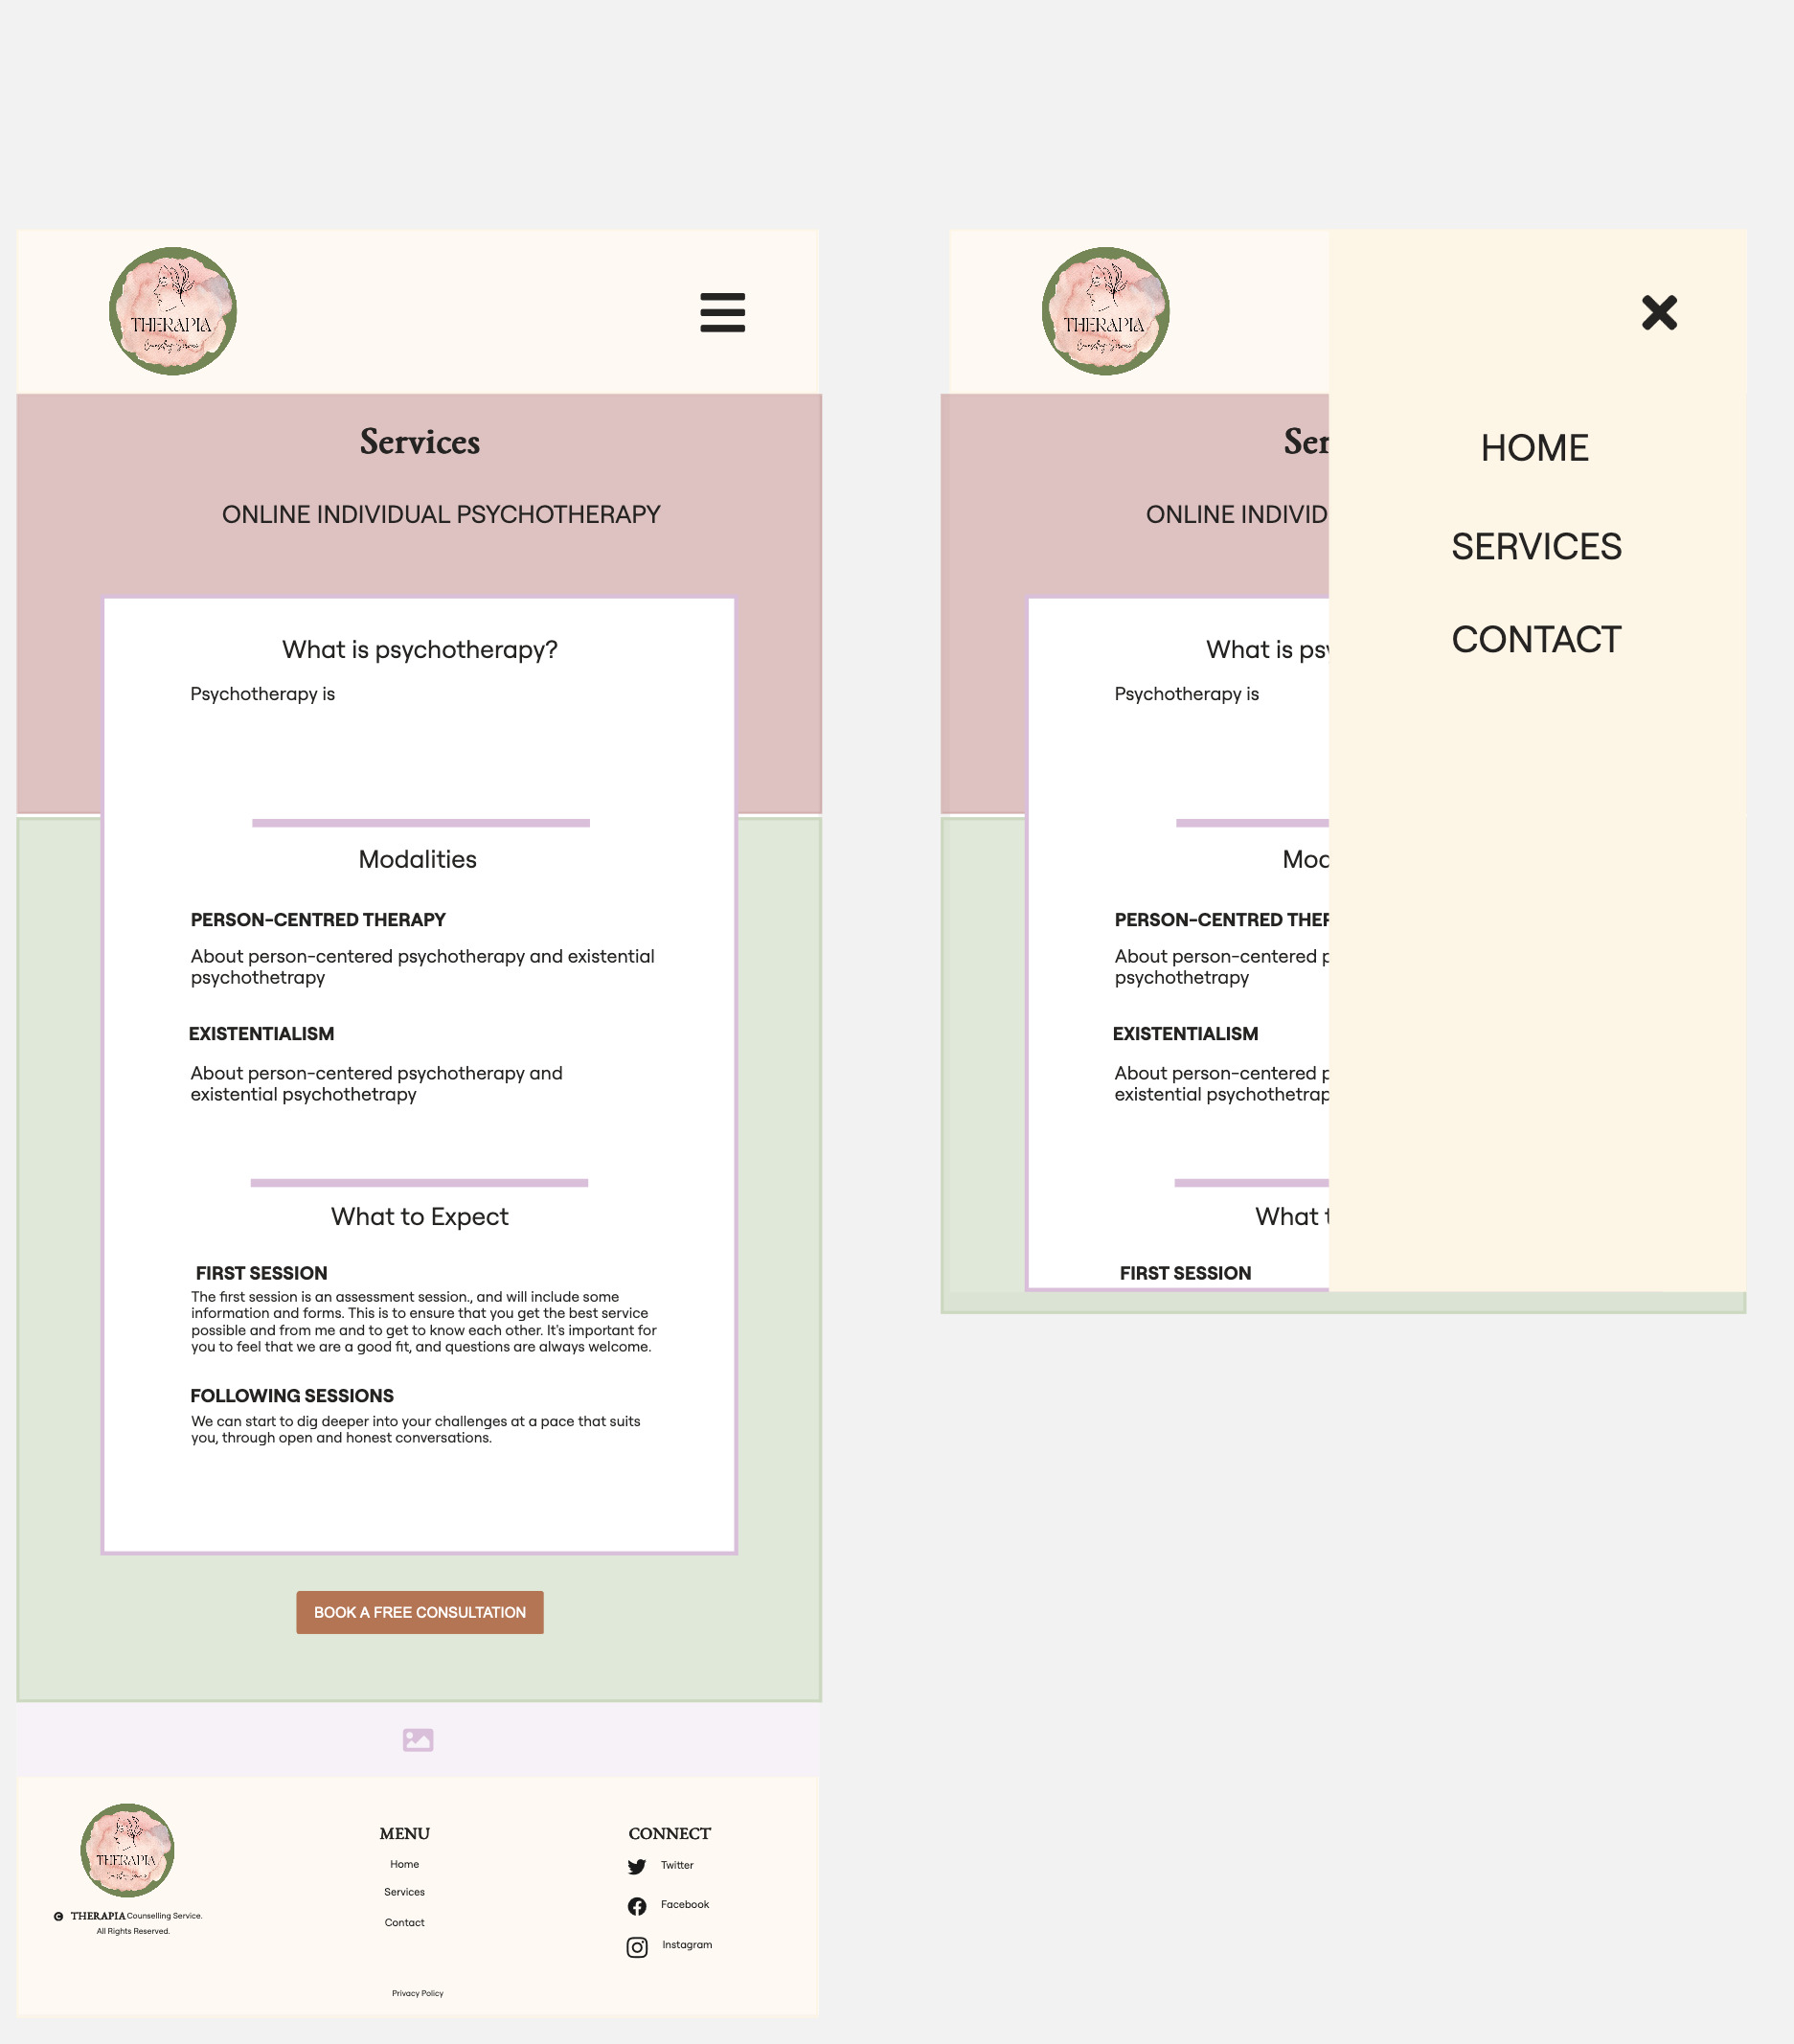 THERAPIA
Services
ONLINE INDIVIDUAL PSYCHOTHERAPY
What is psychotherapy?
Psychotherapy is
Modalities
PERSON-CENTRED THERAPY
About person-centered psychotherapy and existential
psychothetrapy
EXISTENTIALISM
About person-centered psychotherapy and
existential psychothetrapy
What to Expect
FIRST SESSION
The first session is an assessment session., and will include some
information and forms. This is to ensure that you get the best service
possible and from me and to get to know each other. It's important for
you to feel that we are a good fit, and questions are always welcome.
FOLLOWING SESSIONS
We can start to dig deeper into your challenges at a pace that suits
you, through open and honest conversations.
BOOK A FREE CONSULTATION
THERAPIA
THERAPIA Counselling Service.
All Rights Reserved.
MENU
Home
Services
Contact
CONNECT
Twitter
Facebook
Instagram
Privacy Policy
THERAPIA
Ser
ONLINE INDIVID
What is psy
Psychotherapy is
Mod
PERSON-CENTRED THER
About person-centered p
psychothetrapy
EXISTENTIALISM
About person-centered p
existential psychothetrap
What t
FIRST SESSION
HOME
SERVICES
CONTACT